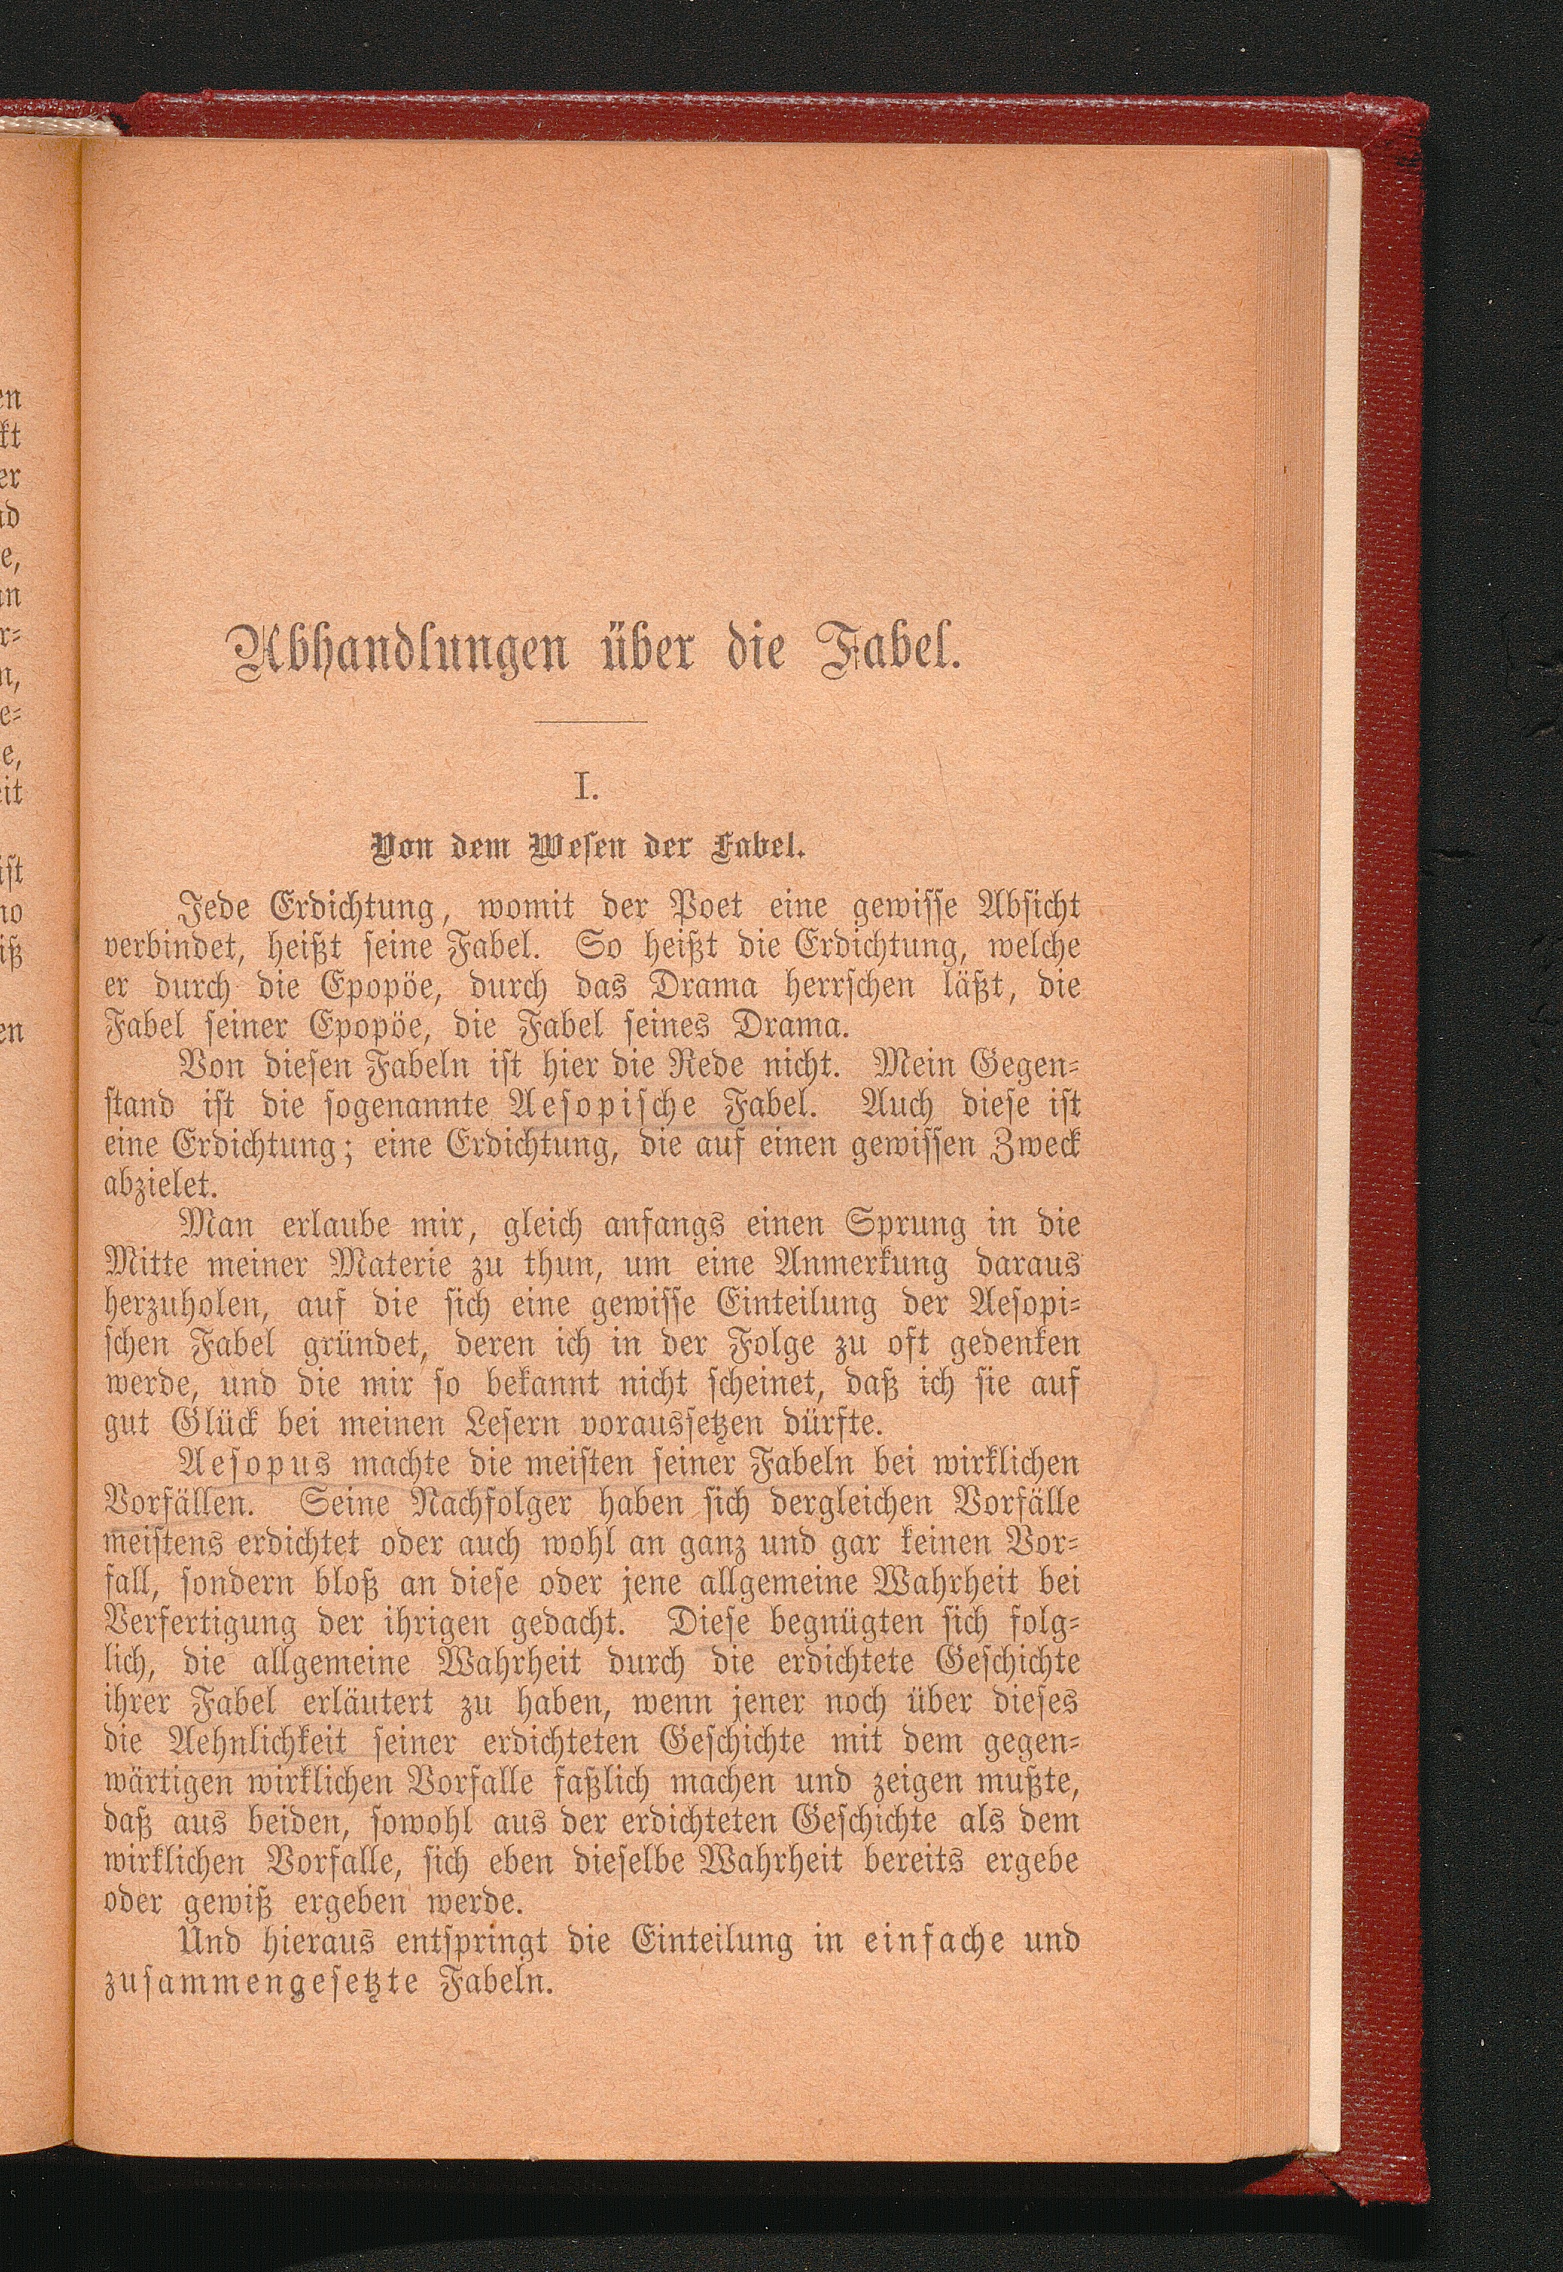 Abhandlungen über die Fabel.
I.
Von dem Wesen der Fabel.
Jede Erdichtung, womit der Poet eine gewisse Absicht
verbindet, heißt seine Fabel. So heißt die Erdichtung, welche
er durch die Epopöe, durch das Drama herrschen läßt, die
Fabel seiner Epopöe, die Fabel seines Drama.
Von diesen Fabeln ist hier die Rede nicht. Mein Gegen-
stand ist die sogenannte Aesopische Fabel. Auch diese ist
eine Erdichtung; eine Erdichtung, die auf einen gewissen Zweck
abzielet.
Man erlaube mir, gleich anfangs einen Sprung in die
Mitte meiner Materie zu thun, um eine Anmerkung daraus
herzuholen, auf die sich eine gewisse Einteilung der Aesopi-
schen Fabel gründet, deren ich in der Folge zu oft gedenken
werde, und die mir so bekannt nicht scheinet, daß ich sie auf
gut Glück bei meinen Lesern voraussetzen dürfte.
Aesopus machte die meisten seiner Fabeln bei wirklichen
Vorfällen. Seine Nachfolger haben sich dergleichen Vorfälle
meistens erdichtet oder auch wohl an ganz und gar keinen Vor-
fall, sondern bloß an diese oder jene allgemeine Wahrheit bei
Verfertigung der ihrigen gedacht. Diese begnügten sich folg-
lich, die allgemeine Wahrheit durch die erdichtete Geschichte
ihrer Fabel erläutert zu haben, wenn jener noch über dieses
die Aehnlichkeit seiner erdichteten Geschichte mit dem gegen-
wärtigen wirklichen Vorfalle faßlich machen und zeigen mußte,
daß aus beiden, sowohl aus der erdichteten Geschichte als dem
wirklichen Vorfalle, sich eben dieselbe Wahrheit bereits ergebe
oder gewiß ergeben werde.
Und hieraus entspringt die Einteilung in einfache und
zusammengesetzte Fabeln.